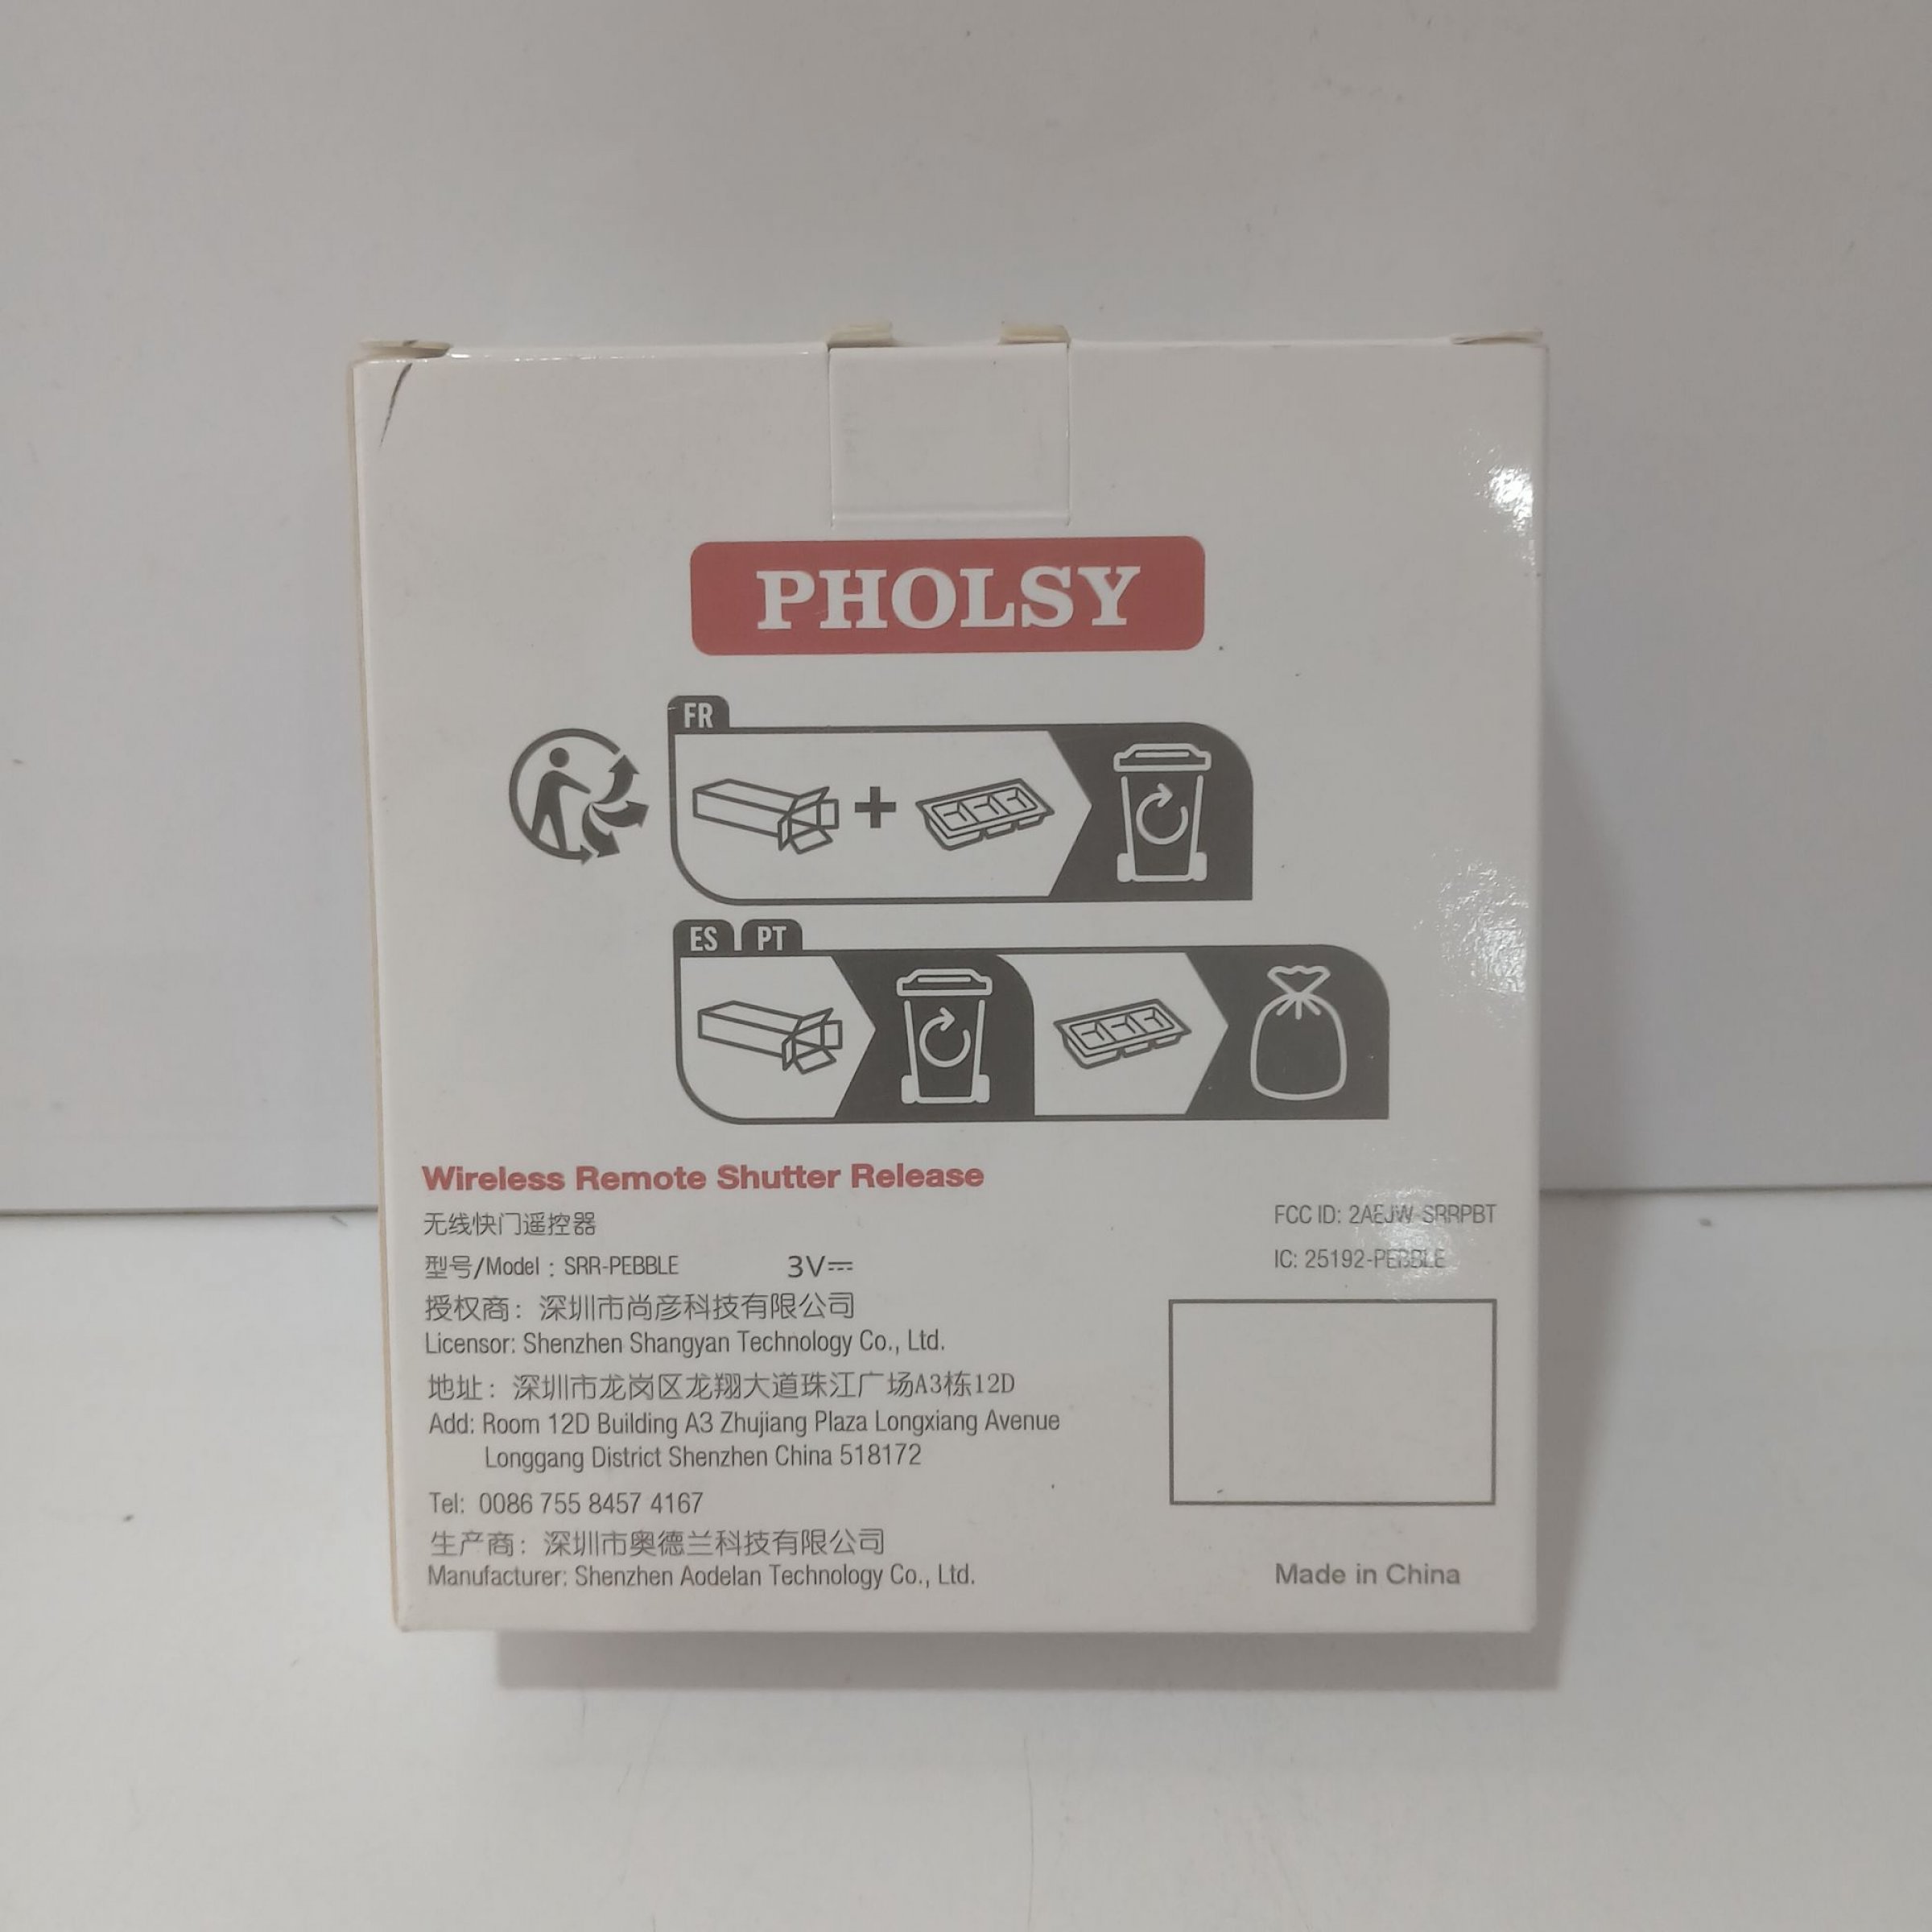 PHOLSY
FR
ES PT
Wireless Remote Shutter Release
无线快门遥控器
型号/Model : SRR-PEBBLE 3V⎓
授权商: 深圳市尚彦科技有限公司
Licensor: Shenzhen Shangyan Technology Co., Ltd.
地址: 深圳市龙岗区龙翔大道珠江广场A3栋12D
Add: Room 12D Building A3 Zhujiang Plaza Longxiang Avenue
Longgang District Shenzhen China 518172
Tel: 0086 755 8457 4167
生产商: 深圳市奥德兰科技有限公司
Manufacturer: Shenzhen Aodelan Technology Co., Ltd.
FCC ID: 2AEJW-SRRPBT
IC: 25192-PEBBLE
Made in China